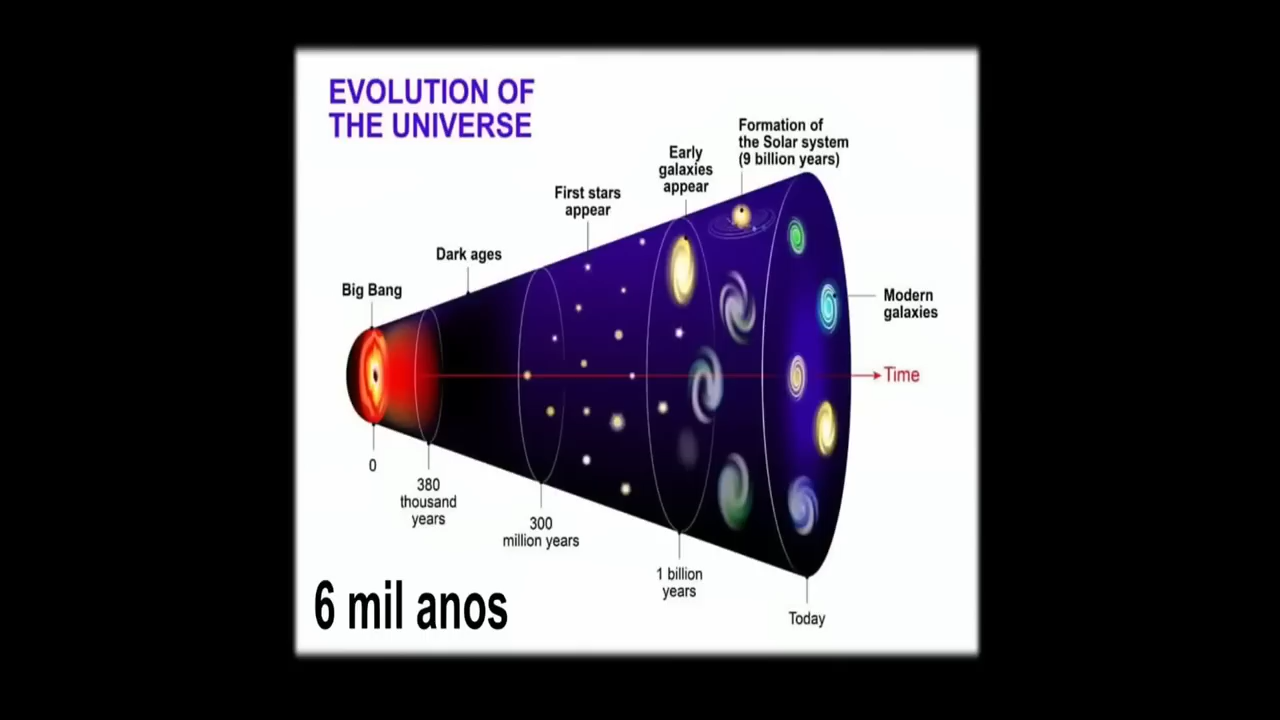 EVOLUTION OF
THE UNIVERSE
Formation of
the Solar system
(9 billion years)
Early
galaxies
appear
First stars
appear
Dark ages
Big Bang
Modern
galaxies
Time
0
380
thousand
years
300
million years
1 billion
years
Today
6 mil anos